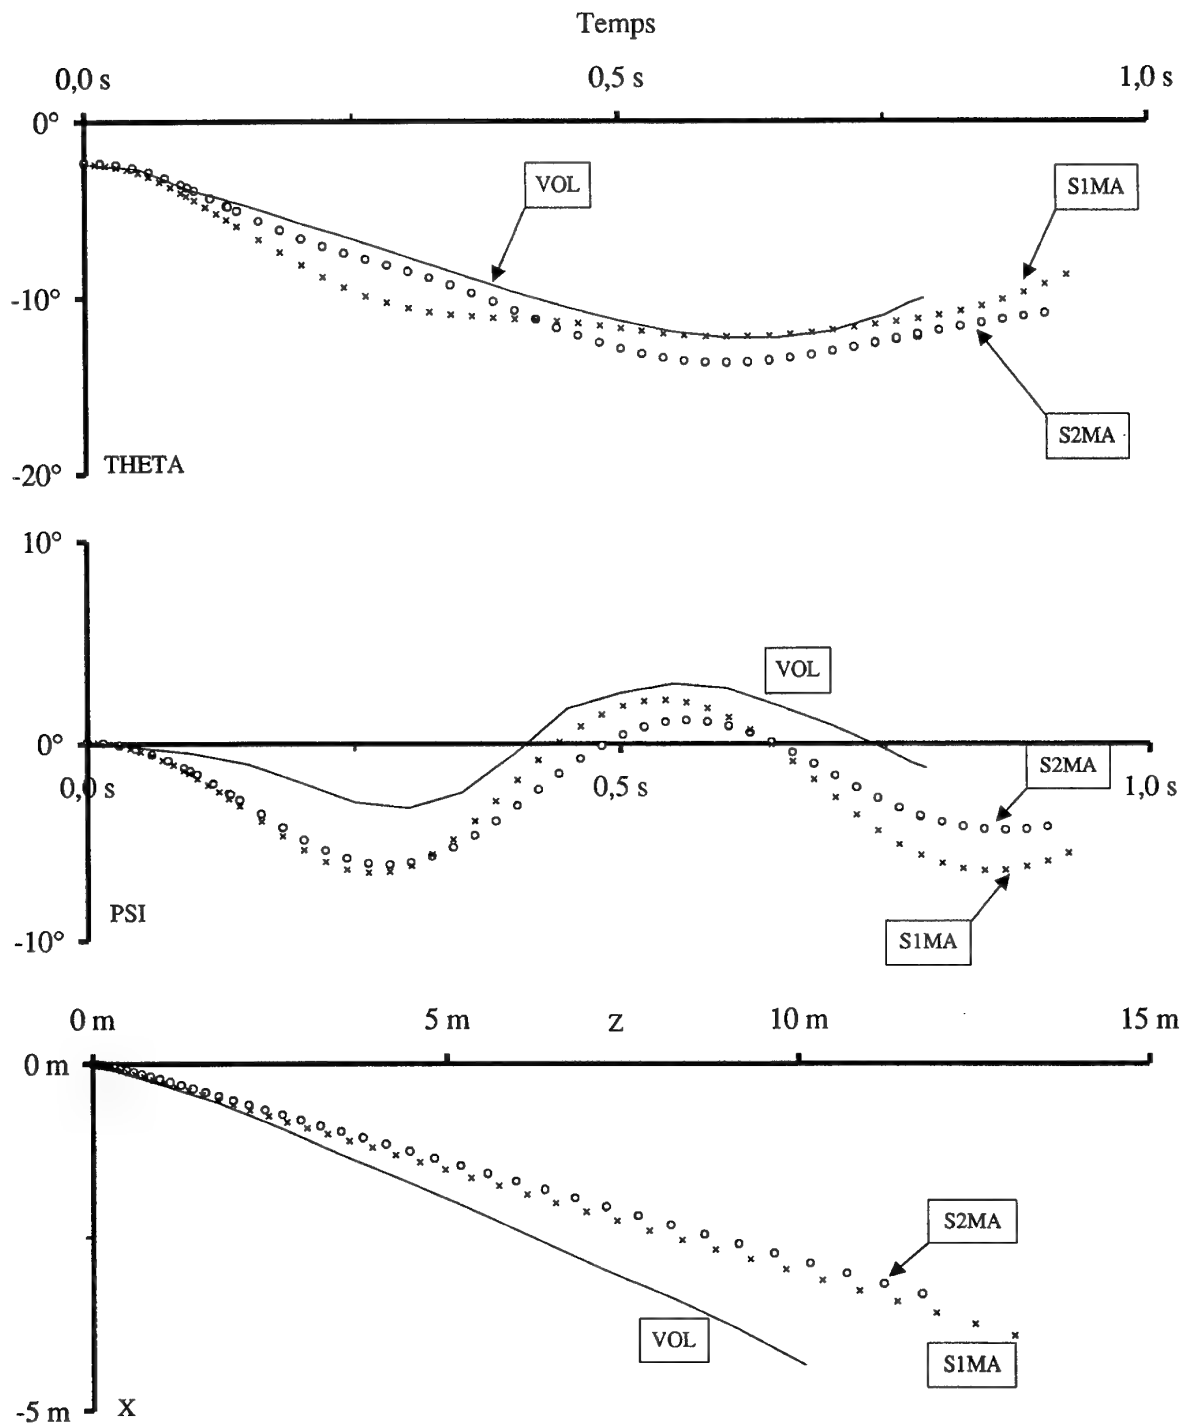 Temps
0,0 s 0,5 s 1,0 s
0°
VOL
S1MA
-10°
S2MA
-20°
THETA
10°
VOL
0°
S2MA
0,0 s 0,5 s 1,0 s
PSI
S1MA
-10°
0 m 5 m Z 10 m 15 m
0 m
S2MA
VOL
S1MA
-5 m X